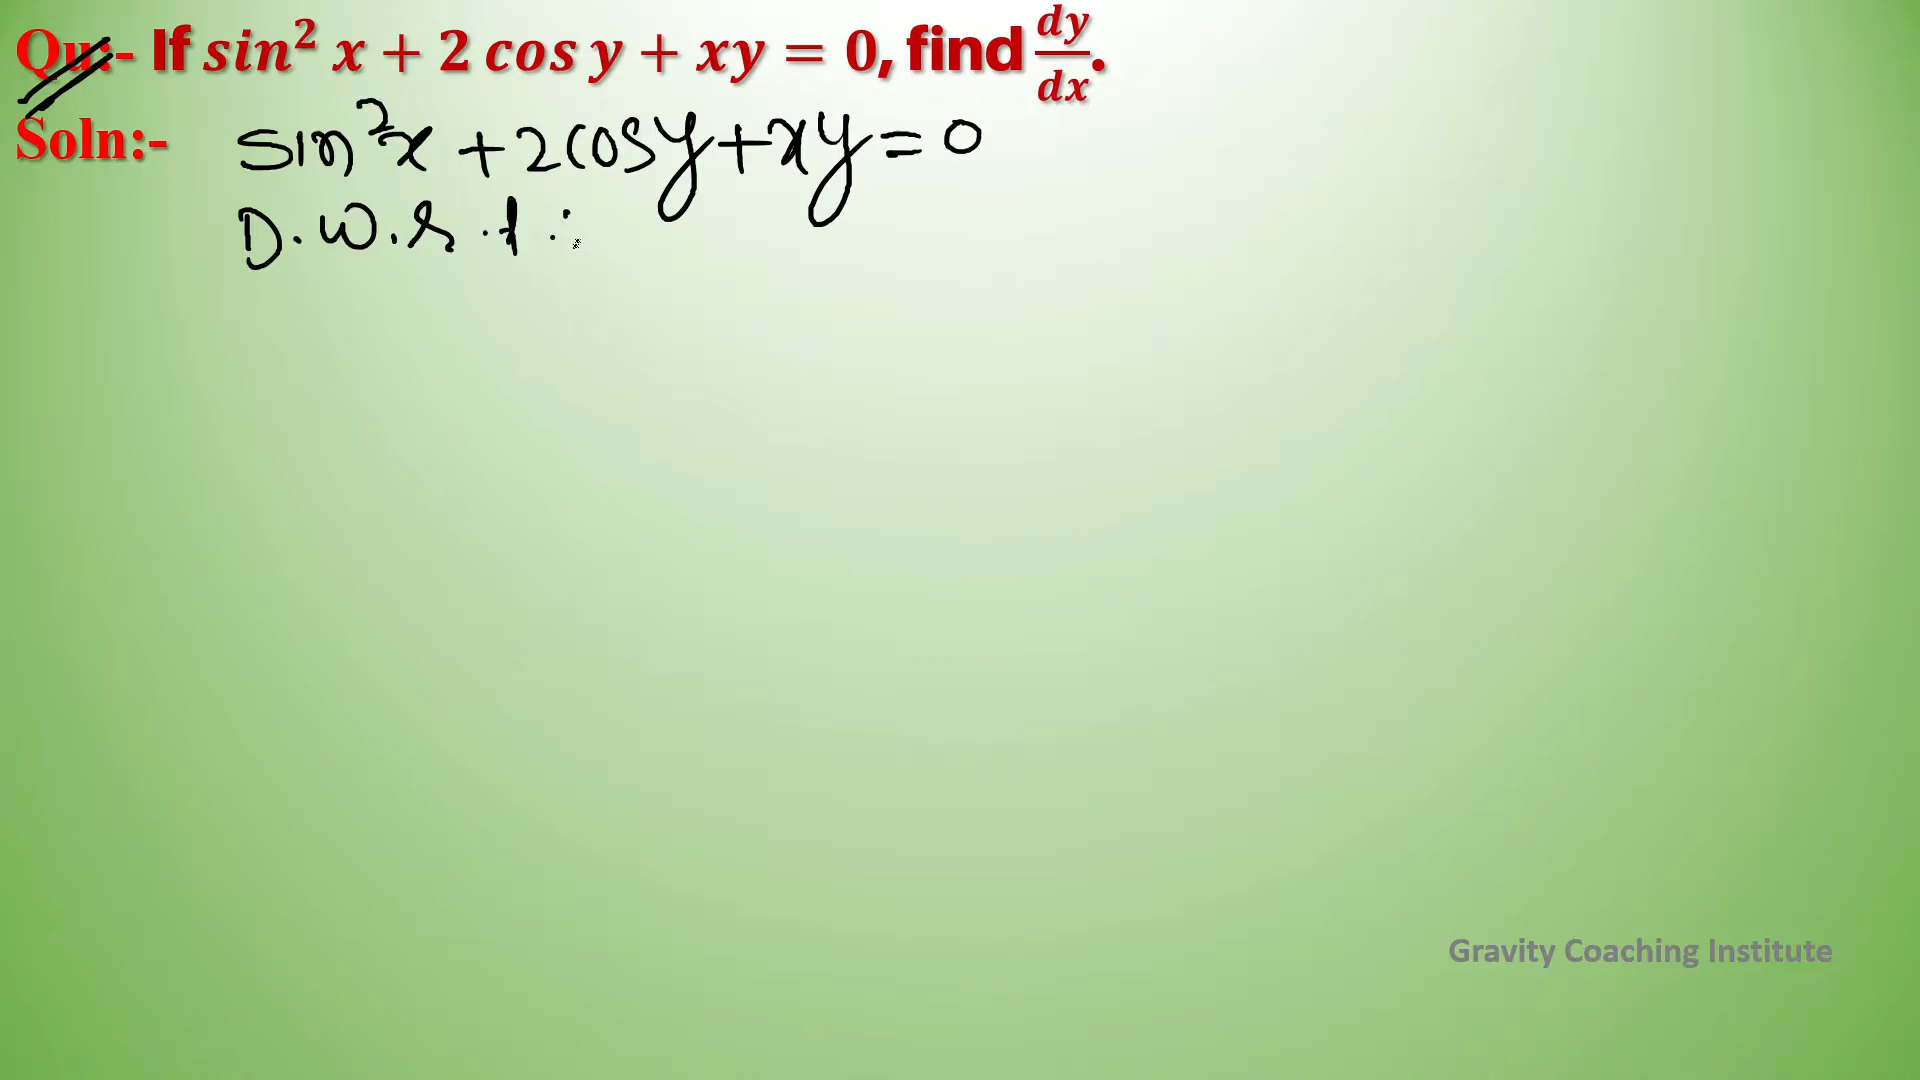 Qu:- If sin² x + 2 cos y + xy = 0, find dy/dx.
Soln:- sin²x + 2cosy + xy = 0
D.w.r.t.
Gravity Coaching Institute